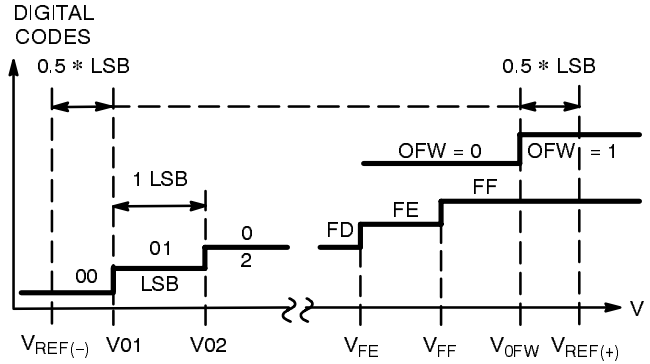 DIGITAL
CODES
0.5 * LSB
0.5 * LSB
OFW = 0
OFW = 1
1 LSB
FF
FE
FD
0
2
01
00
LSB
V
VREF(–)
V01
V02
VFE
VFF
V0FW
VREF(+)